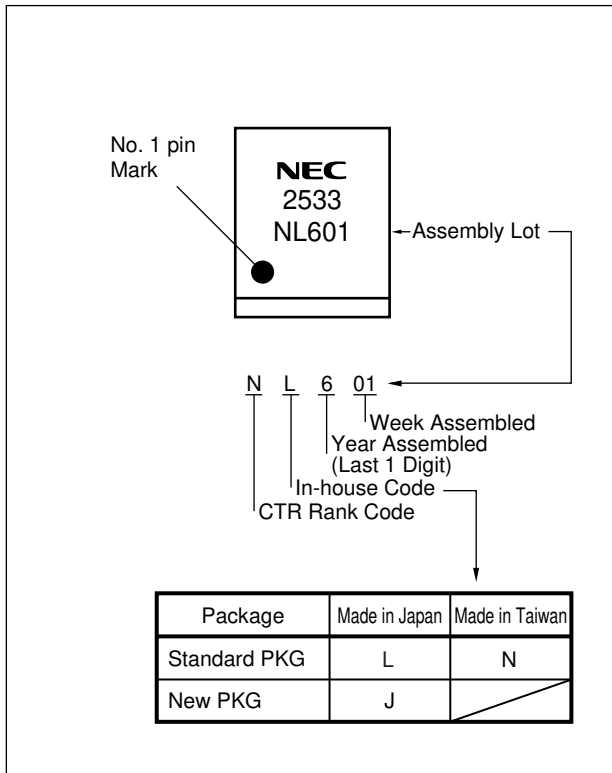 No. 1 pin
Mark
NEC
2533
NL601
Assembly Lot
N L 6 01
Week Assembled
Year Assembled
(Last 1 Digit)
In-house Code
CTR Rank Code
Package Made in Japan Made in Taiwan
Standard PKG L N
New PKG J